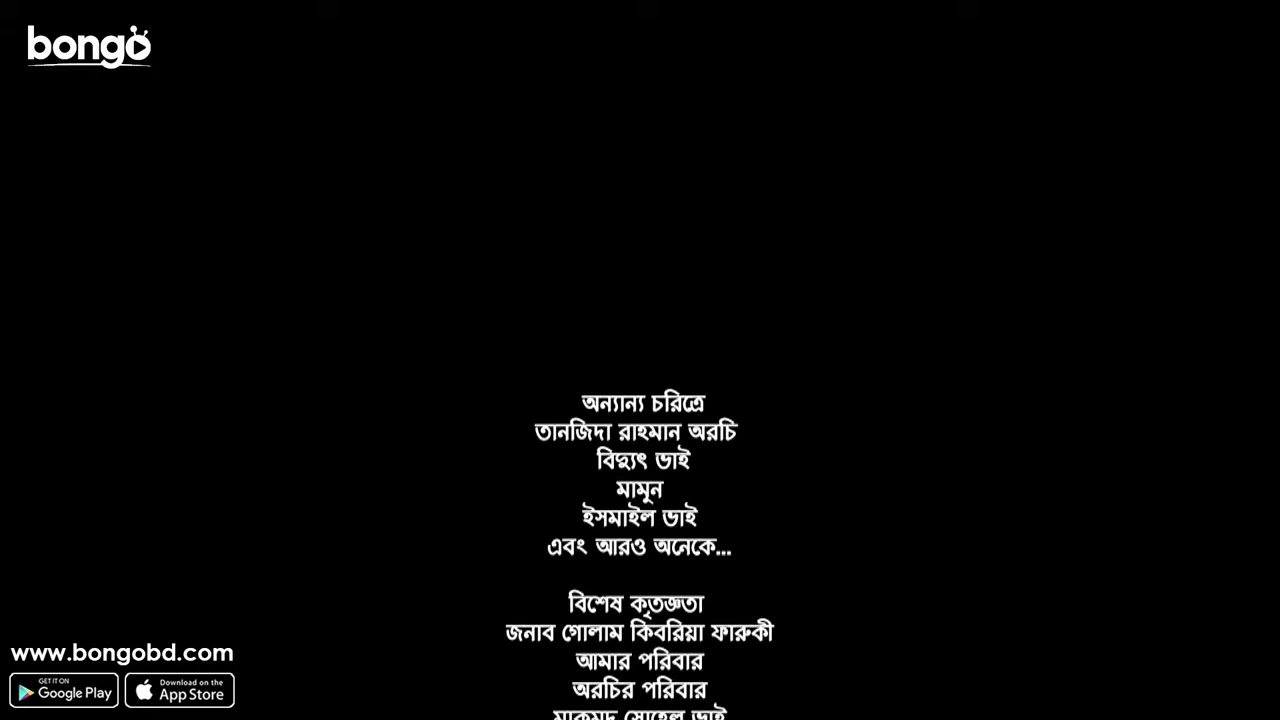 bongo
অন্যান্য চরিত্রে
তানজিদা রাহমান অরচি
বিদ্যুৎ ভাই
মামুন
ইসমাইল ভাই
এবং আরও অনেকে...
বিশেষ কৃতজ্ঞতা
জনাব গোলাম কিবরিয়া ফারুকী
আমার পরিবার
অরচির পরিবার
সোহেল ভাই
www.bongobd.com
GET IT ON
Google Play
Download on the
App Store